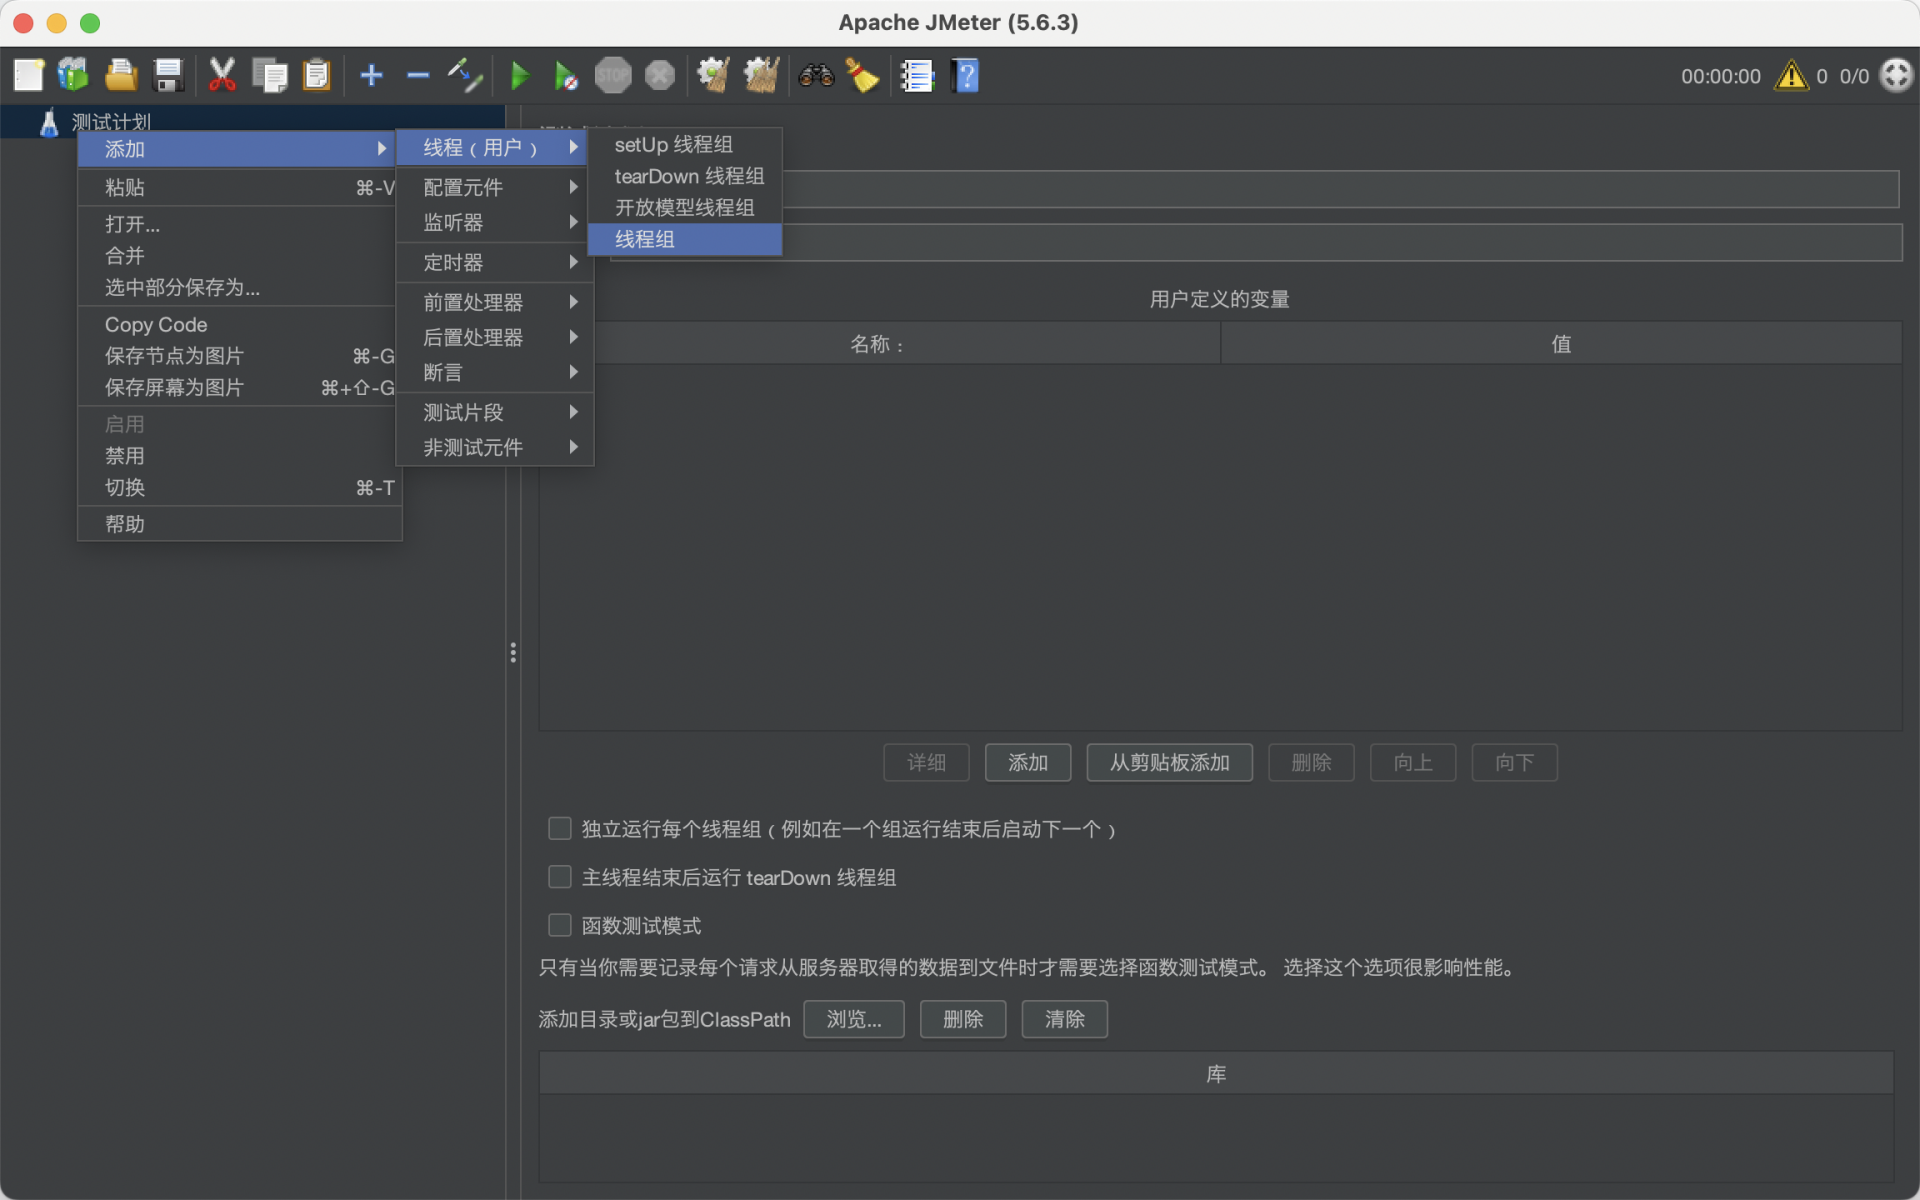 Apache JMeter (5.6.3)
STOP
00:00:00
0
0/0
测试计划
添加
粘贴 ⌘-V
打开...
合并
选中部分保存为...
Copy Code
保存节点为图片 ⌘-G
保存屏幕为图片 ⌘+⇧-G
启用
禁用
切换 ⌘-T
帮助
线程（用户）
配置元件
监听器
定时器
前置处理器
后置处理器
断言
测试片段
非测试元件
setUp 线程组
tearDown 线程组
开放模型线程组
线程组
用户定义的变量
名称：
值
详细
添加
从剪贴板添加
删除
向上
向下
独立运行每个线程组（例如在一个组运行结束后启动下一个）
主线程结束后运行 tearDown 线程组
函数测试模式
只有当你需要记录每个请求从服务器取得的数据到文件时才需要选择函数测试模式。 选择这个选项很影响性能。
添加目录或jar包到ClassPath
浏览...
删除
清除
库